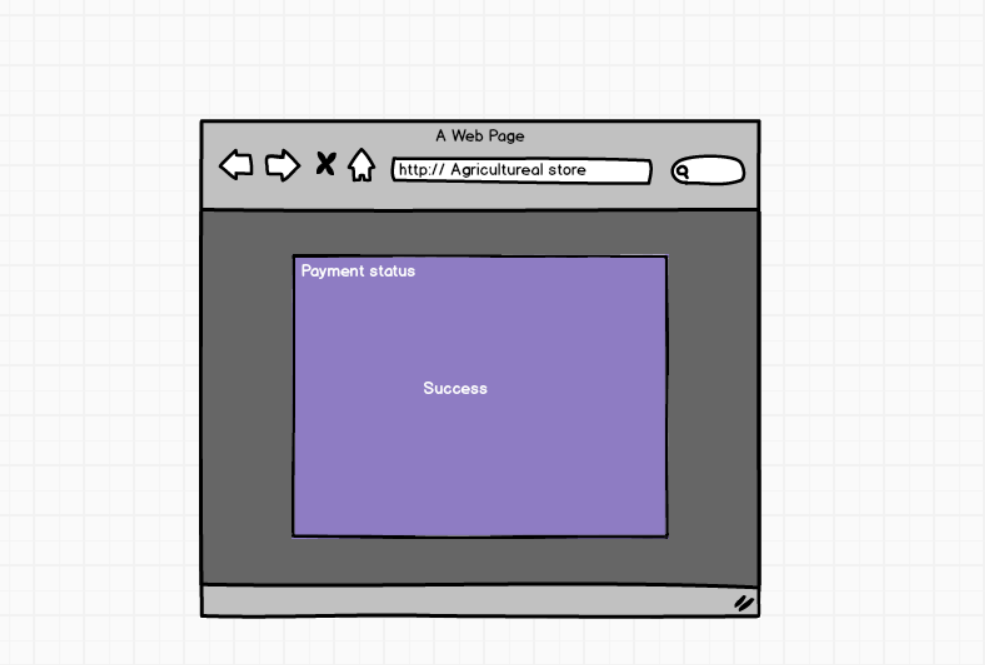 A Web Page
http:// Agricultureal store
Payment status
Success